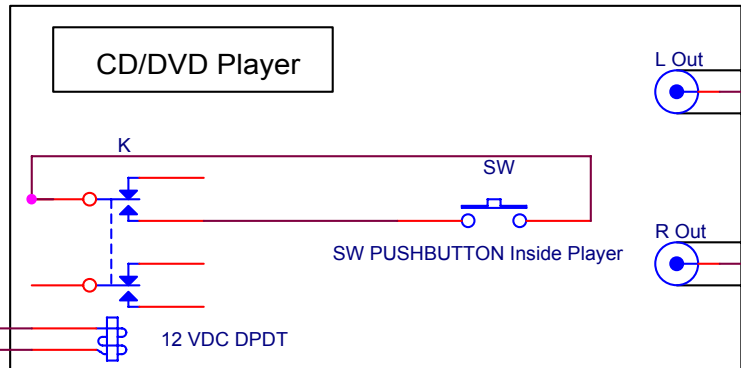 CD/DVD Player
L Out
K
SW
SW PUSHBUTTON Inside Player
R Out
12 VDC DPDT